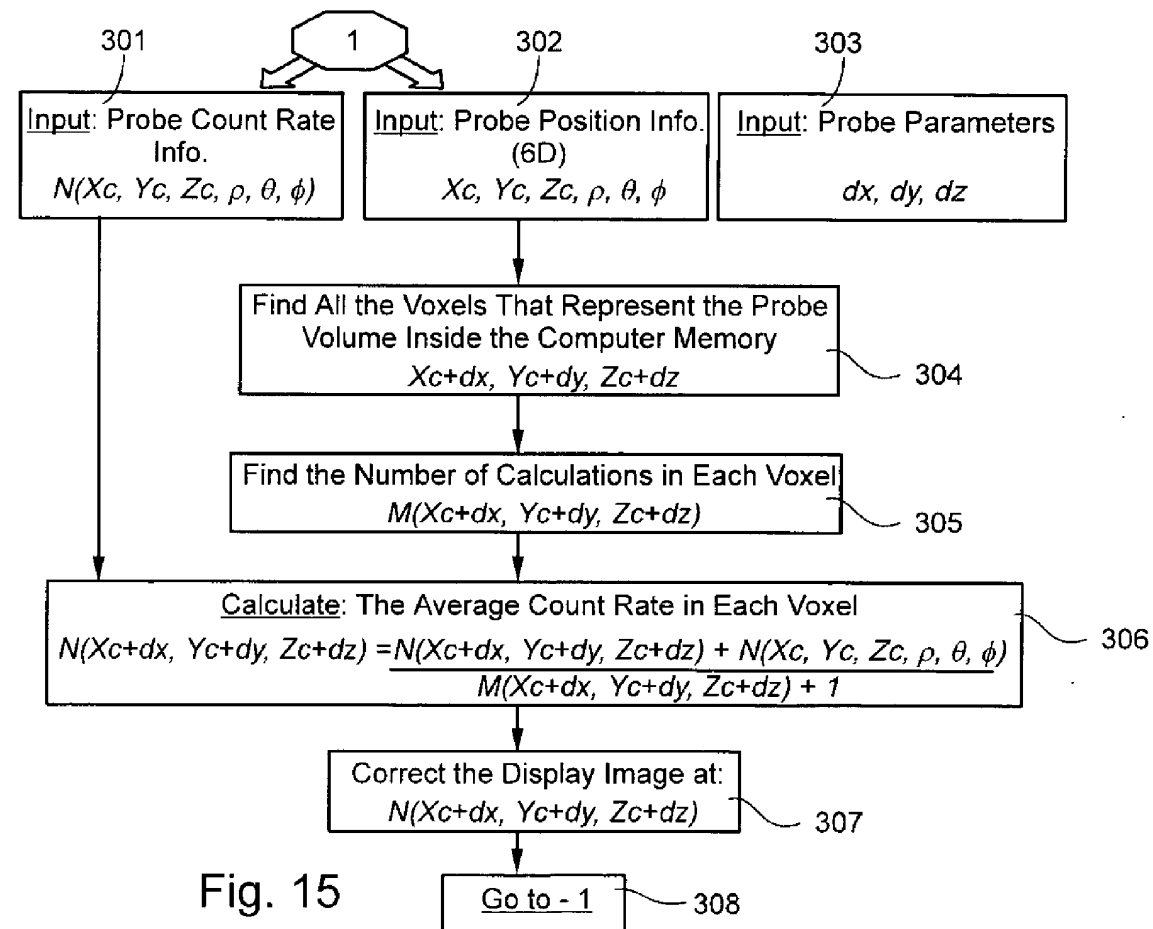 301
1
302
303
Input: Probe Count Rate
Info.
N(Xc, Yc, Zc, ρ, θ, ϕ)
Input: Probe Position Info.
(6D)
Xc, Yc, Zc, ρ, θ, ϕ
Input: Probe Parameters
dx, dy, dz
Find All the Voxels That Represent the Probe
Volume Inside the Computer Memory
Xc+dx, Yc+dy, Zc+dz
304
Find the Number of Calculations in Each Voxel
M(Xc+dx, Yc+dy, Zc+dz)
305
Calculate: The Average Count Rate in Each Voxel
N(Xc+dx, Yc+dy, Zc+dz) = N(Xc+dx, Yc+dy, Zc+dz) + N(Xc, Yc, Zc, ρ, θ, ϕ)
M(Xc+dx, Yc+dy, Zc+dz) + 1
306
Correct the Display Image at:
N(Xc+dx, Yc+dy, Zc+dz)
307
Fig. 15
Go to - 1
308